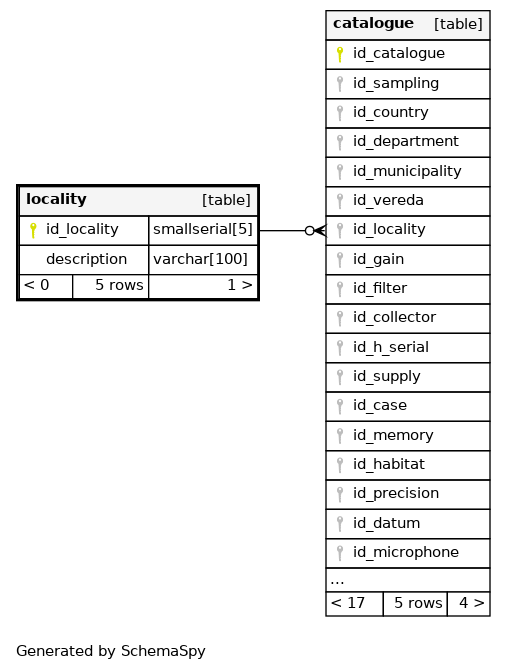 locality [table]
id_locality smallserial[5]
description varchar[100]
< 0 5 rows 1 >
catalogue [table]
id_catalogue
id_sampling
id_country
id_department
id_municipality
id_vereda
id_locality
id_gain
id_filter
id_collector
id_h_serial
id_supply
id_case
id_memory
id_habitat
id_precision
id_datum
id_microphone
...
< 17 5 rows 4 >
Generated by SchemaSpy